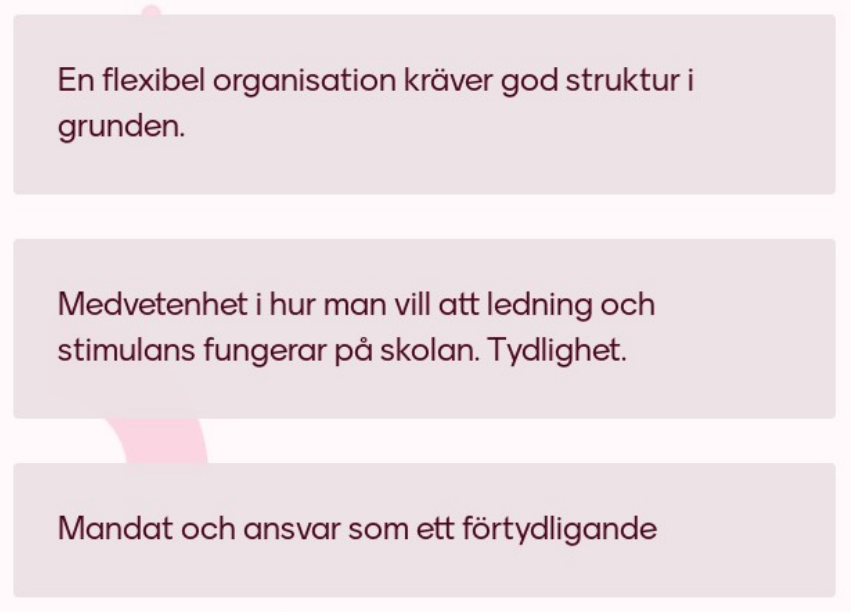 En flexibel organisation kräver god struktur i
grunden.
Medvetenhet i hur man vill att ledning och
stimulans fungerar på skolan. Tydlighet.
Mandat och ansvar som ett förtydligande